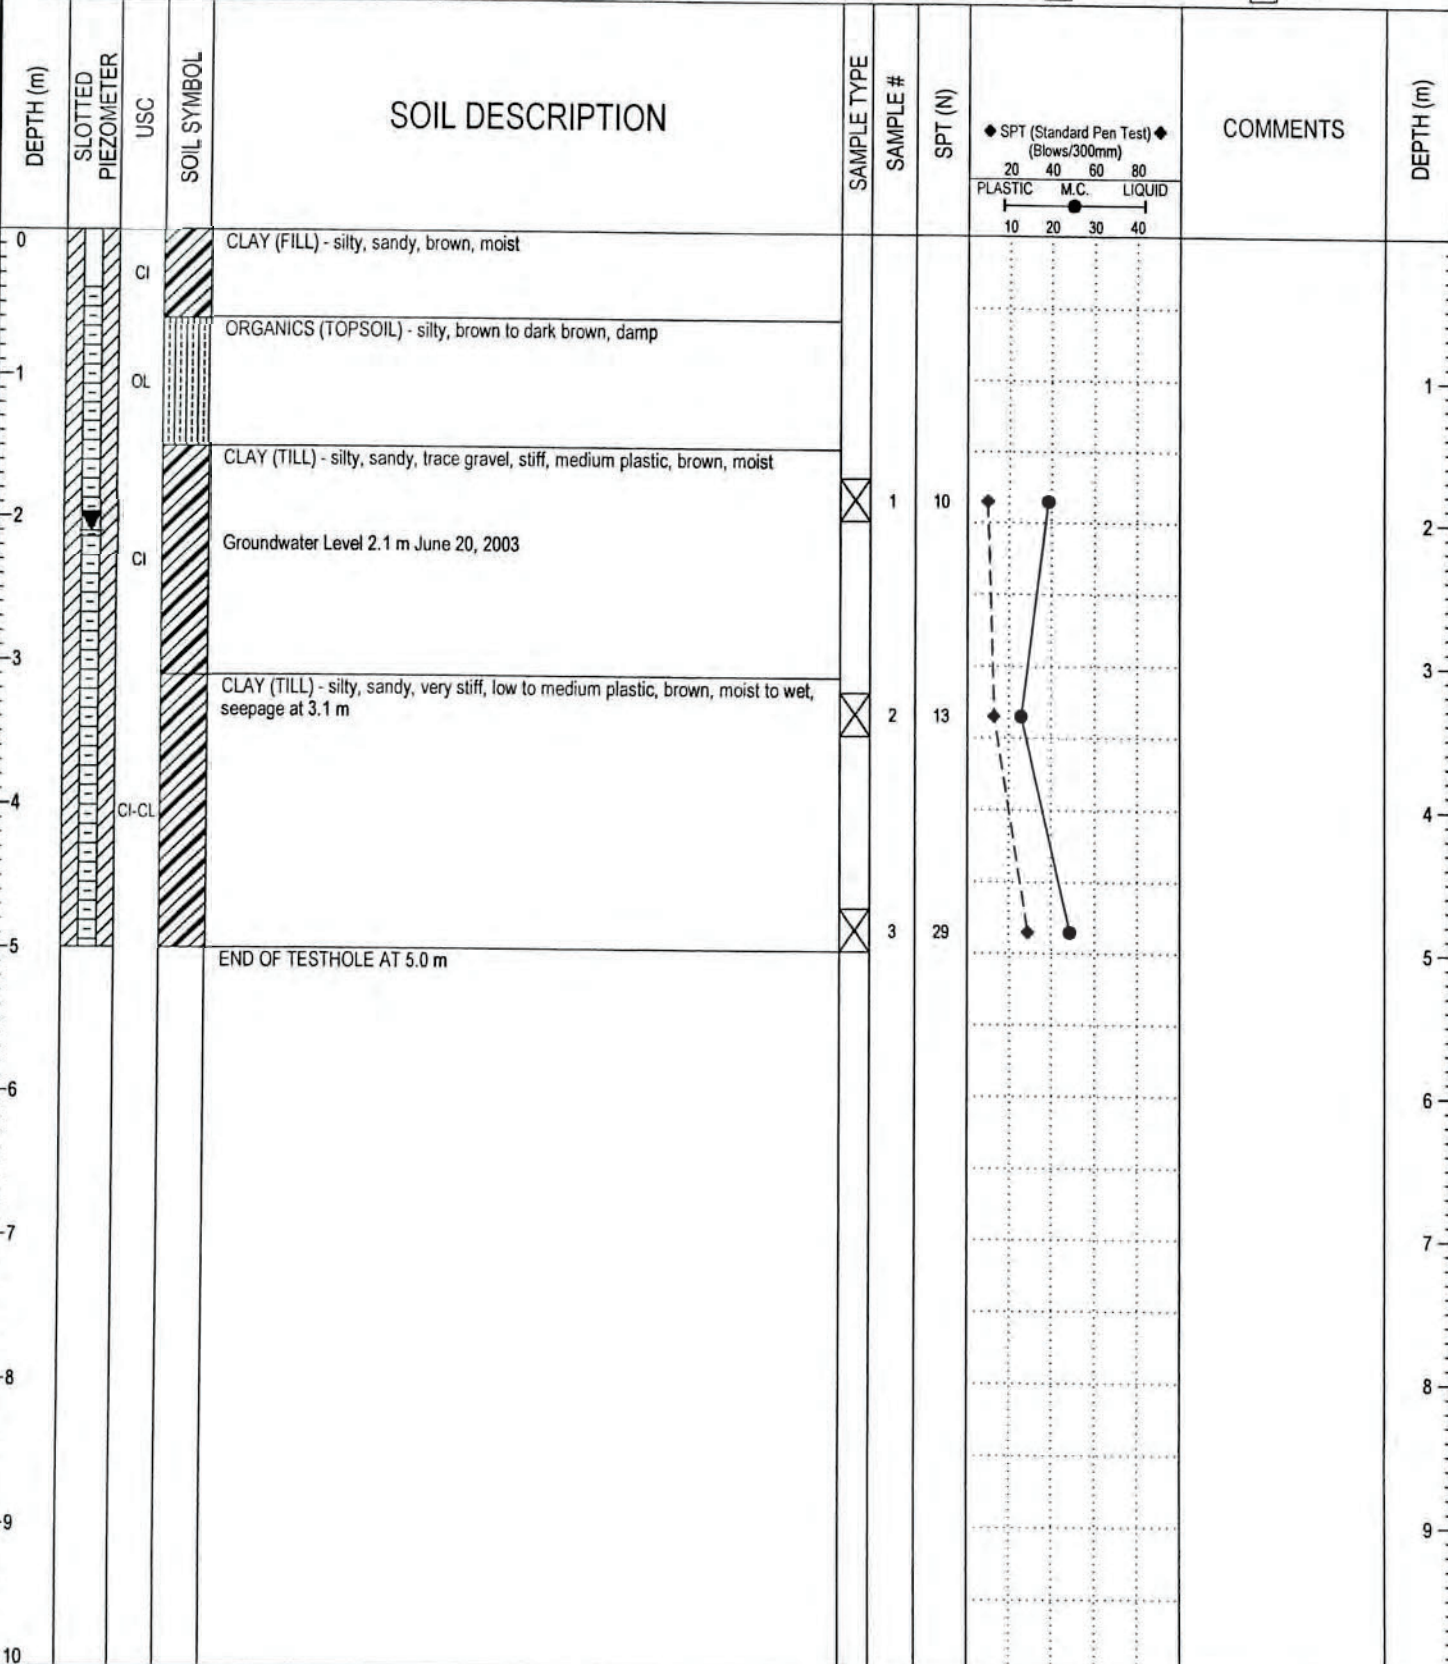 DEPTH (m)
SLOTTED
PIEZOMETER
USC
SOIL SYMBOL
SOIL DESCRIPTION
SAMPLE TYPE
SAMPLE #
SPT (N)
◆ SPT (Standard Pen Test) ◆
(Blows/300mm)
20 40 60 80
PLASTIC M.C. LIQUID
10 20 30 40
COMMENTS
DEPTH (m)
0
CLAY (FILL) - silty, sandy, brown, moist
CI
ORGANICS (TOPSOIL) - silty, brown to dark brown, damp
1 OL 1
CLAY (TILL) - silty, sandy, trace gravel, stiff, medium plastic, brown, moist
1 10
2 2
Groundwater Level 2.1 m June 20, 2003
CI
3 3
CLAY (TILL) - silty, sandy, very stiff, low to medium plastic, brown, moist to wet,
seepage at 3.1 m
2 13
4 CI-CL 4
3 29
5 5
END OF TESTHOLE AT 5.0 m
6 6
7 7
8 8
9 9
10